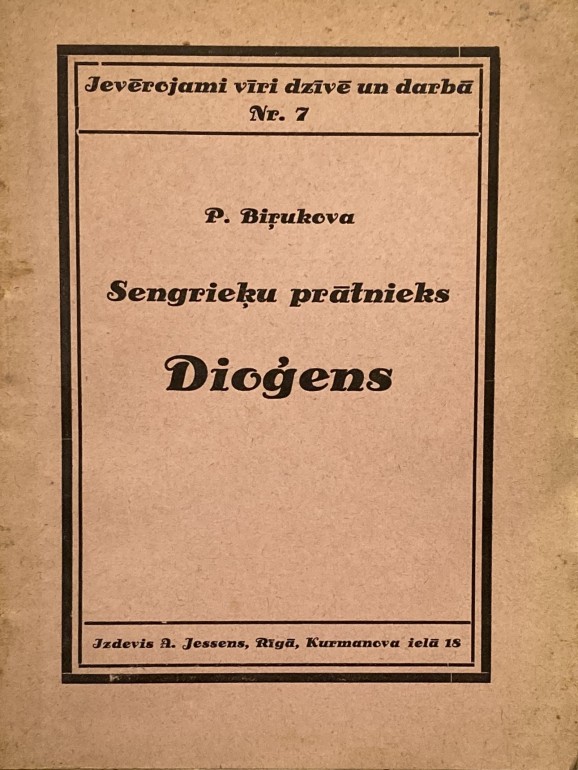 Ievērojami vīri dzīvē un darbā
Nr. 7
P. Biŗukova
Sengrieķu prātnieks
Dioģens
Izdevis A. Jessens, Rīgā, Kurmanova ielā 18